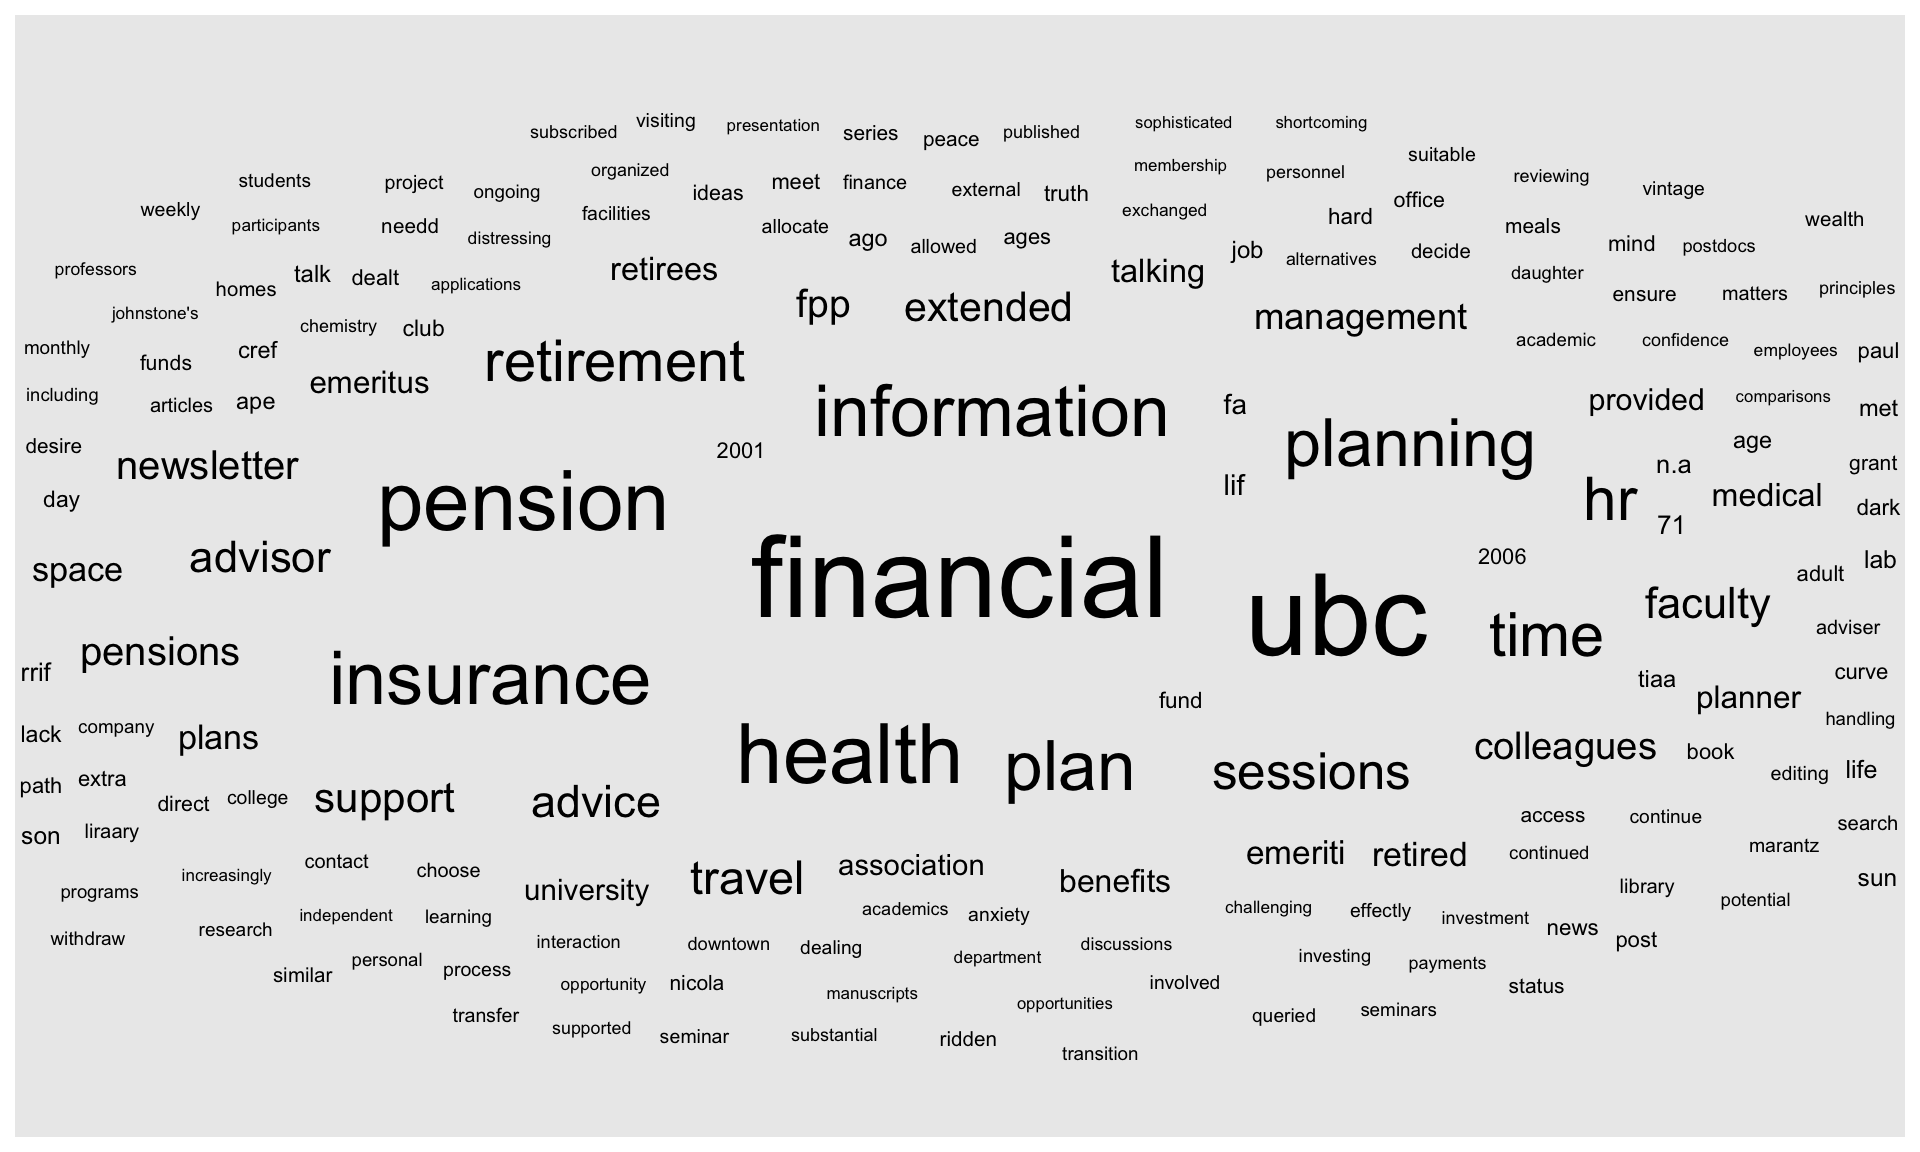 subscribed visiting presentation series peace published sophisticated shortcoming
students project ongoing organized ideas meet finance external truth membership personnel suitable reviewing vintage
weekly participants needd distressing facilities allocate ago allowed ages exchanged hard office meals mind postdocs wealth
professors homes talk dealt applications retirees talking job alternatives decide daughter ensure matters principles
johnstone's chemistry club fpp extended management
monthly funds cref emeritus retirement academic confidence employees paul
including articles ape information fa planning provided comparisons met
desire newsletter 2001 age
day pension lif hr n.a 71 medical grant dark
space advisor financial 2006 adult lab
ubc time faculty adviser
rrif pensions insurance fund tiaa planner curve
lack company plans health plan sessions colleagues book handling
path extra editing life
direct college support advice access continue search
son liraary emeriti retired continued marantz
programs increasingly contact choose university travel association benefits library potential sun
withdraw research independent learning academics anxiety challenging effectly investment news post
interaction downtown dealing department discussions investing payments
similar personal process opportunity nicola manuscripts opportunities involved status
transfer supported seminar substantial ridden transition queried seminars